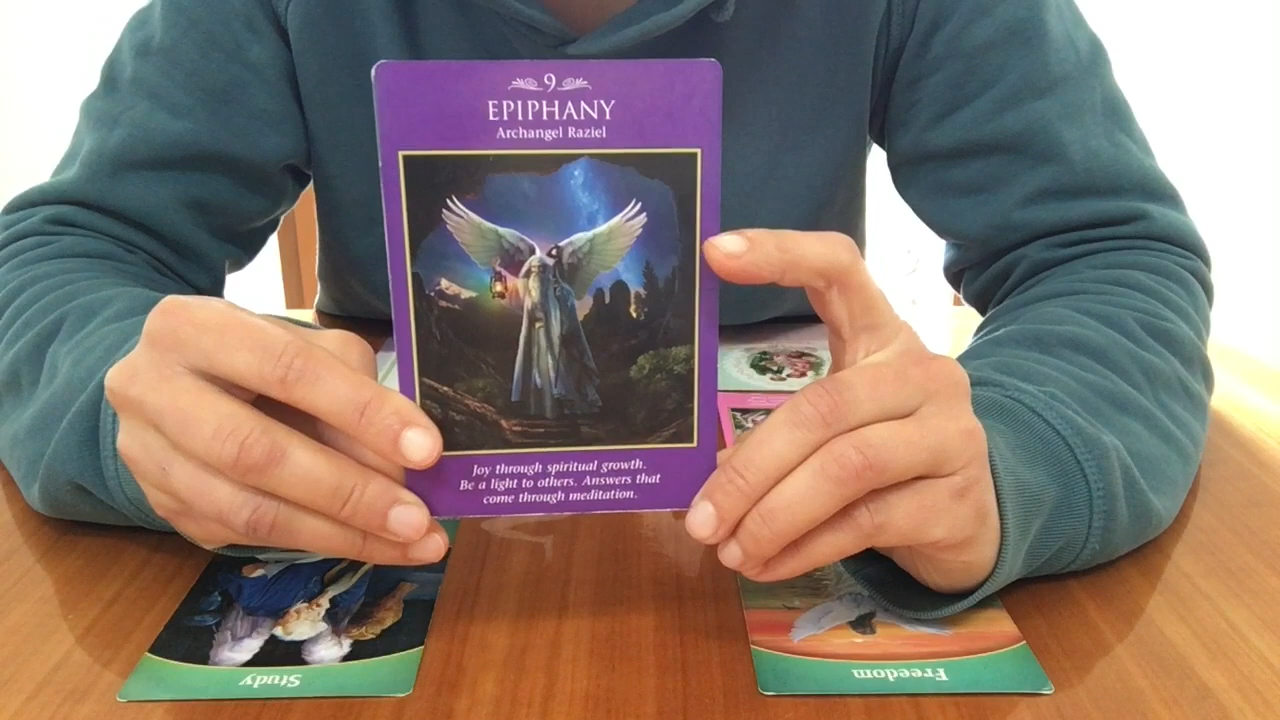 9
EPIPHANY
Archangel Raziel
Joy through spiritual growth.
Be a light to others. Answers that
come through meditation.
Study
Freedom